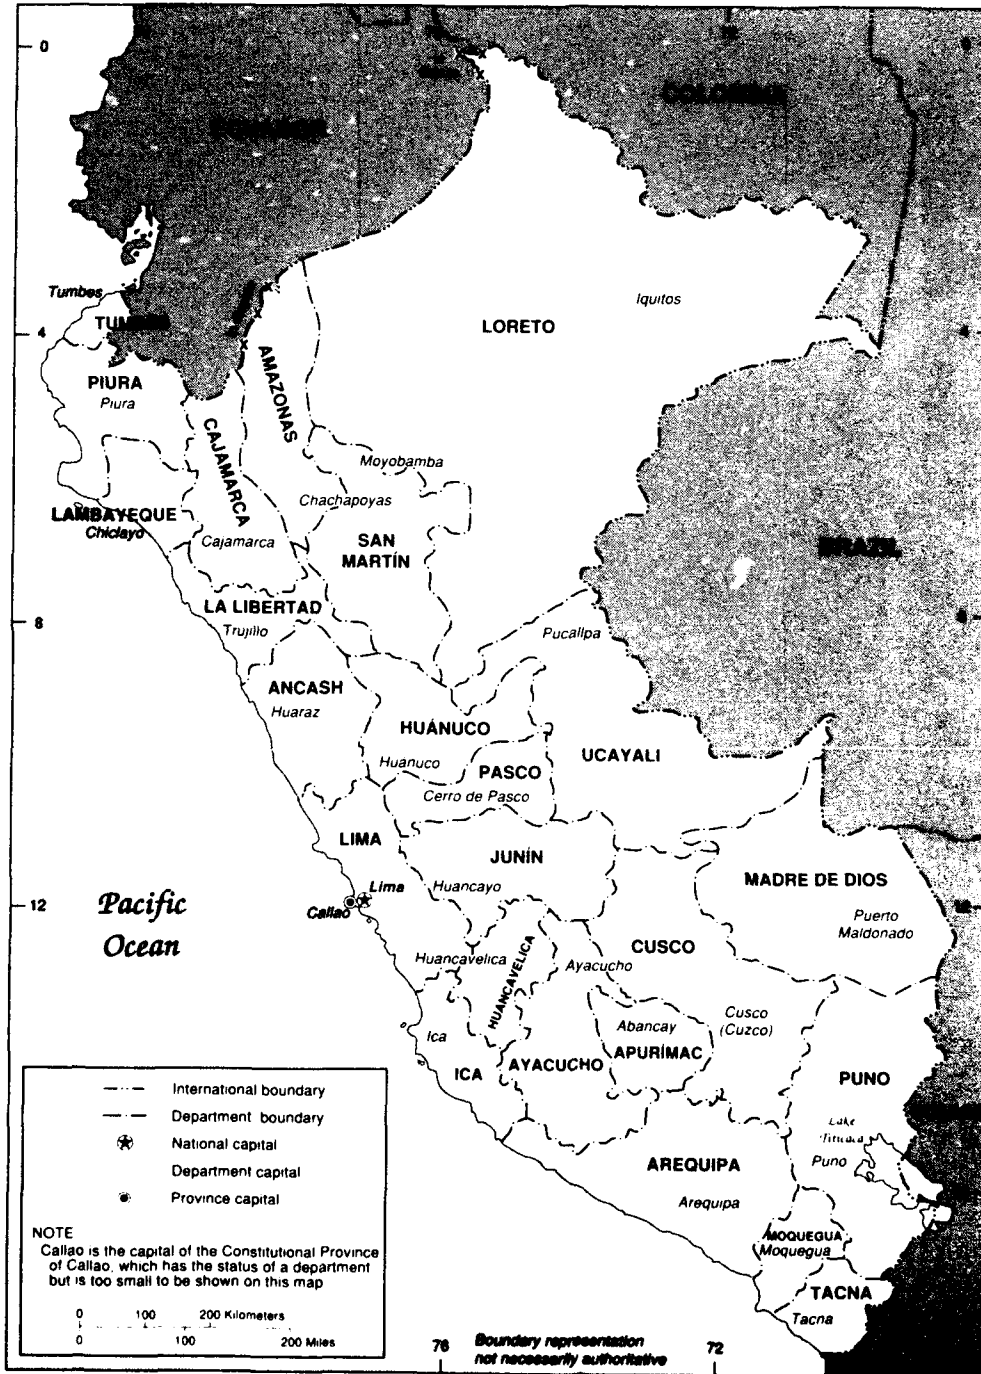 0
COLOMBIA
ECUADOR
Tumbes
TUMBES
Iquitos
LORETO
4
PIURA
Piura
AMAZONAS
CAJAMARCA
Moyobamba
Chachapoyas
LAMBAYEQUE
Chiclayo
Cajamarca
SAN
MARTÍN
BRAZIL
LA LIBERTAD
Trujillo
8
8
Pucallpa
ANCASH
Huaraz
HUÁNUCO
Huánuco
UCAYALI
PASCO
Cerro de Pasco
LIMA
JUNÍN
MADRE DE DIOS
Lima
Huancayo
12
12
Callao
Puerto
Maldonado
Pacific
Ocean
CUSCO
Huancavelica
HUANCAVELICA
Ayacucho
Cusco
(Cuzco)
Ica
Abancay
APURÍMAC
ICA
AYACUCHO
PUNO
Lake
Titicaca
Puno
AREQUIPA
Arequipa
MOQUEGUA
Moquegua
TACNA
Tacna
International boundary
Department boundary
National capital
Department capital
Province capital
NOTE
Callao is the capital of the Constitutional Province
of Callao, which has the status of a department
but is too small to be shown on this map
0 100 200 Kilometers
0 100 200 Miles
76
72
Boundary representation
not necessarily authoritative